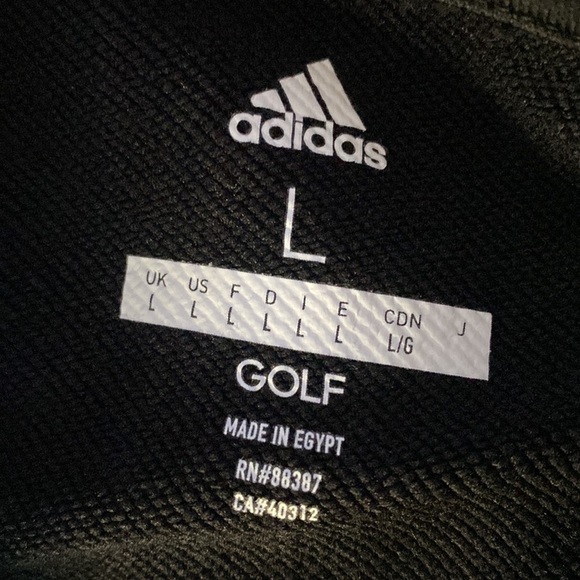 adidas
L
UK US F D I E CDN J
L L L L L L L/G
GOLF
MADE IN EGYPT
RN#88387
CA#40312